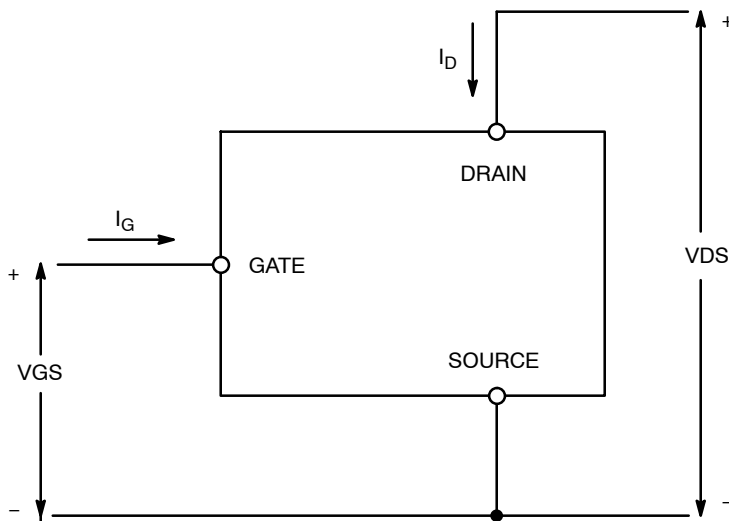 +
I_D
DRAIN
I_G
GATE
+
VDS
SOURCE
VGS
−
−